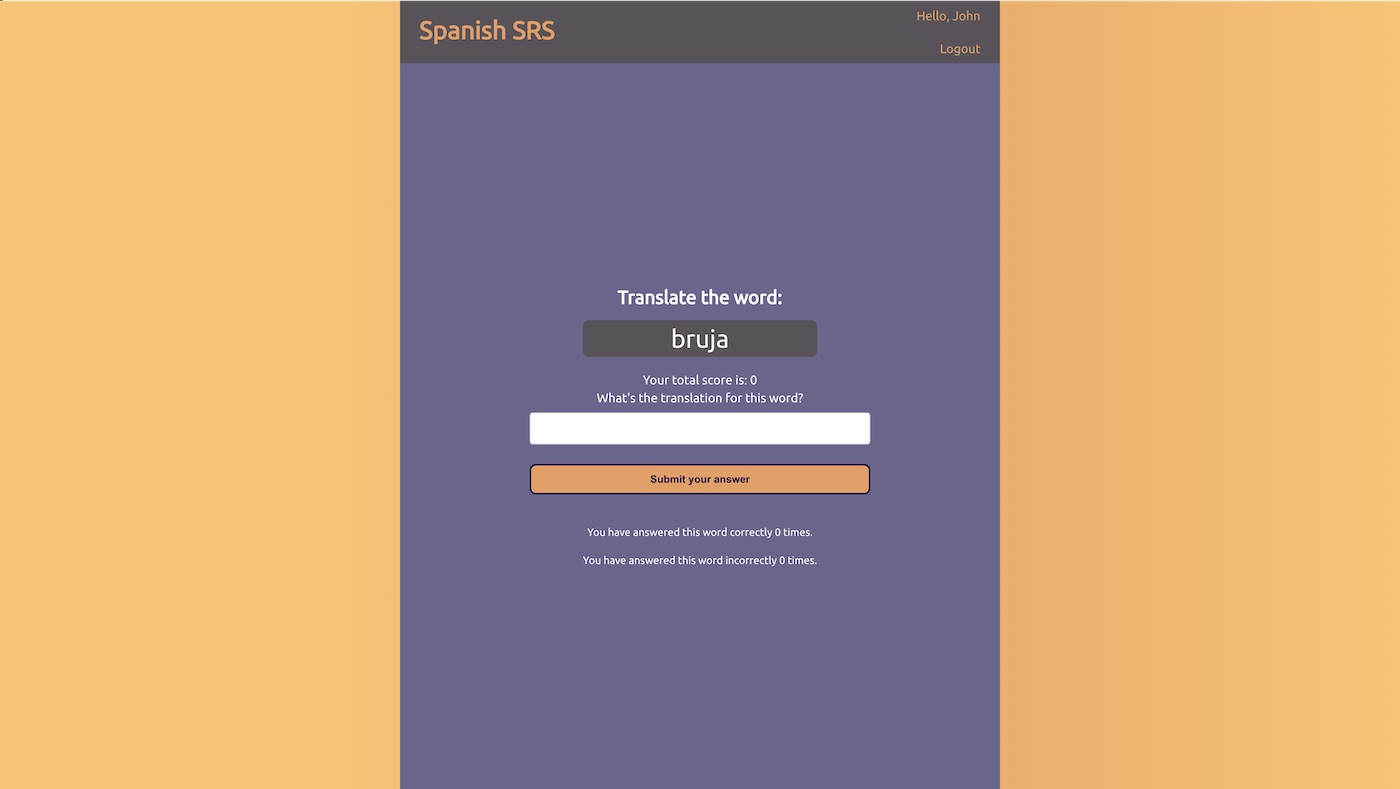 Spanish SRS
Hello, John
Logout
Translate the word:
bruja
Your total score is: 0
What's the translation for this word?
Submit your answer
You have answered this word correctly 0 times.
You have answered this word incorrectly 0 times.